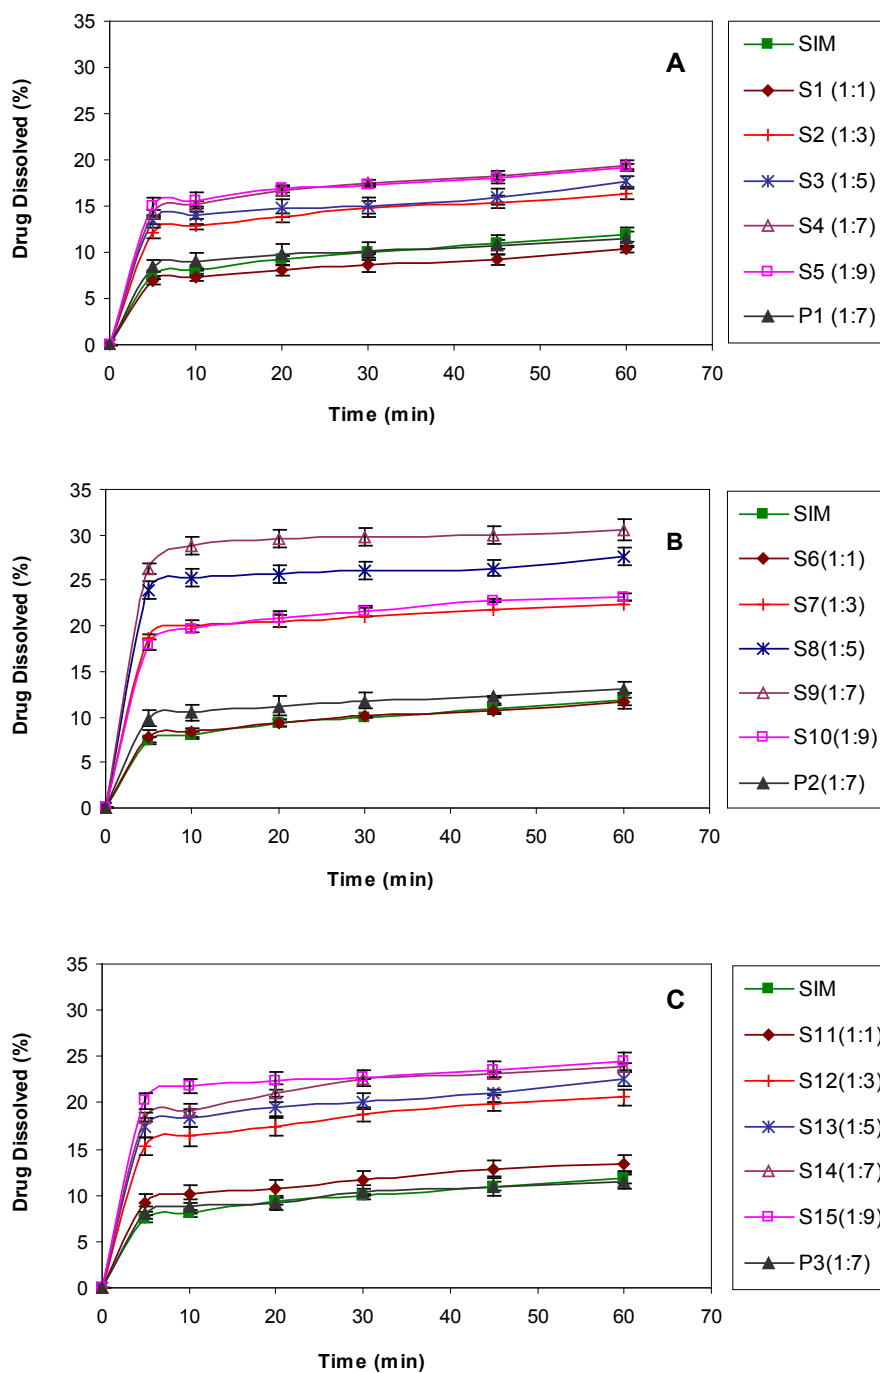 35
30
25
20
15
10
5
0
Drug Dissolved (%)
A
0 10 20 30 40 50 60 70
Time (min)
SIM
S1 (1:1)
S2 (1:3)
S3 (1:5)
S4 (1:7)
S5 (1:9)
P1 (1:7)
35
30
25
20
15
10
5
0
Drug Dissolved (%)
B
0 10 20 30 40 50 60 70
Time (min)
SIM
S6(1:1)
S7(1:3)
S8(1:5)
S9(1:7)
S10(1:9)
P2(1:7)
35
30
25
20
15
10
5
0
Drug Dissolved (%)
C
0 10 20 30 40 50 60 70
Time (min)
SIM
S11(1:1)
S12(1:3)
S13(1:5)
S14(1:7)
S15(1:9)
P3(1:7)